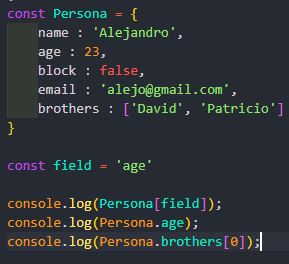 const Persona = {
    name : 'Alejandro',
    age : 23,
    block : false,
    email : 'alejo@gmail.com',
    brothers : ['David', 'Patricio']
}
const field = 'age'
console.log(Persona[field]);
console.log(Persona.age);
console.log(Persona.brothers[0]);